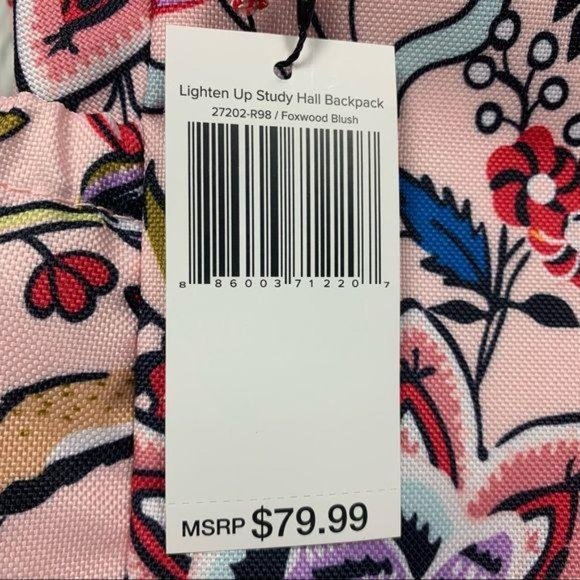 Lighten Up Study Hall Backpack
27202-R98 / Foxwood Blush
8 86003 71220 7
MSRP $79.99